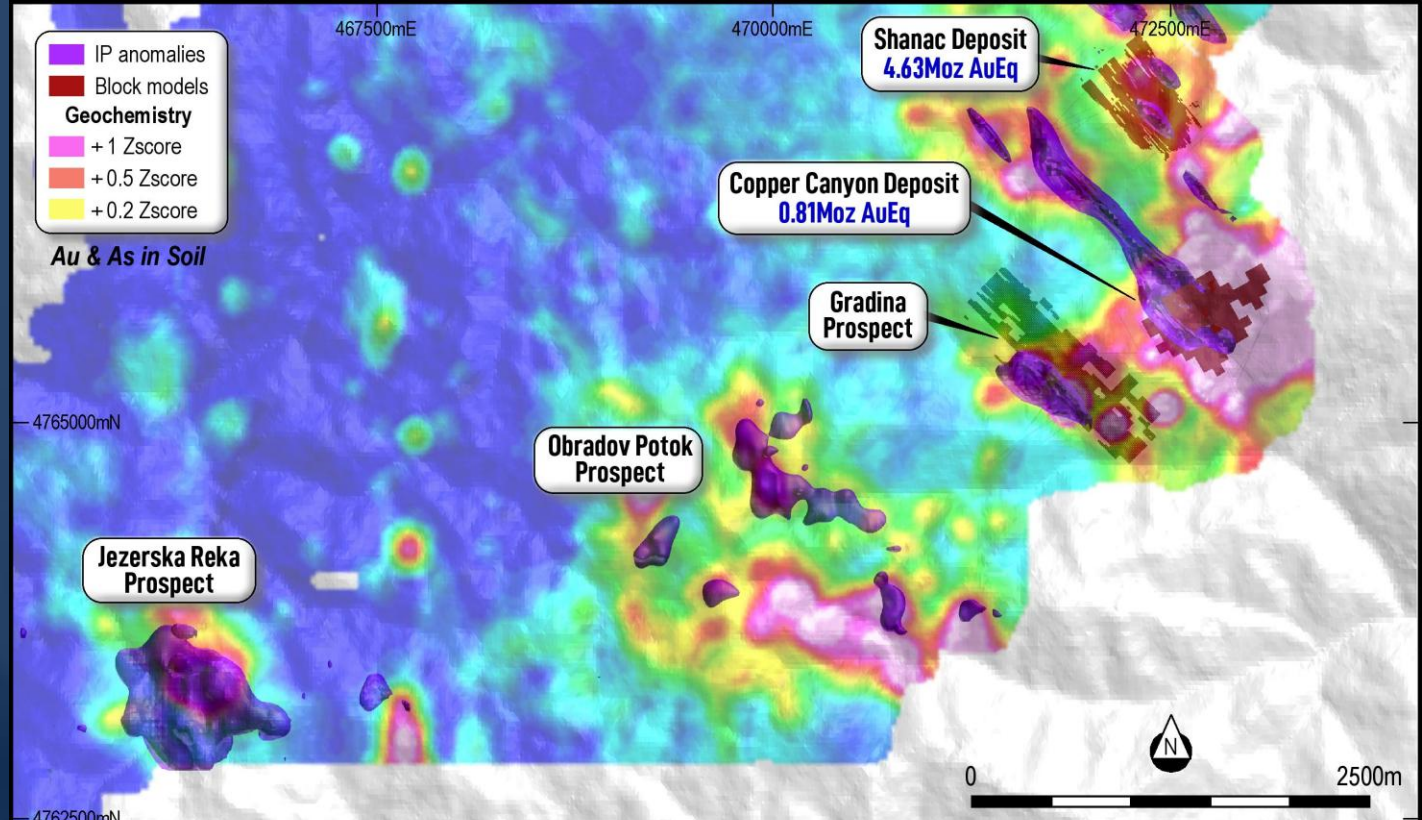 467500mE
470000mE
472500mE
IP anomalies
Block models
Geochemistry
+ 1 Zscore
+ 0.5 Zscore
+ 0.2 Zscore
Au & As in Soil
Shanac Deposit
4.63Moz AuEq
Copper Canyon Deposit
0.81Moz AuEq
Gradina
Prospect
4765000mN
Obradov Potok
Prospect
Jezerska Reka
Prospect
N
0
2500m
4762500mN